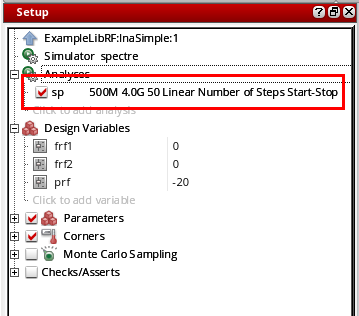 Setup
ExampleLibRF:lnaSimple:1
Simulator spectre
Analyses
sp 500M 4.0G 50 Linear Number of Steps Start-Stop
Click to add analysis
Design Variables
frf1 0
frf2 0
prf -20
Click to add variable
Parameters
Corners
Monte Carlo Sampling
Checks/Asserts